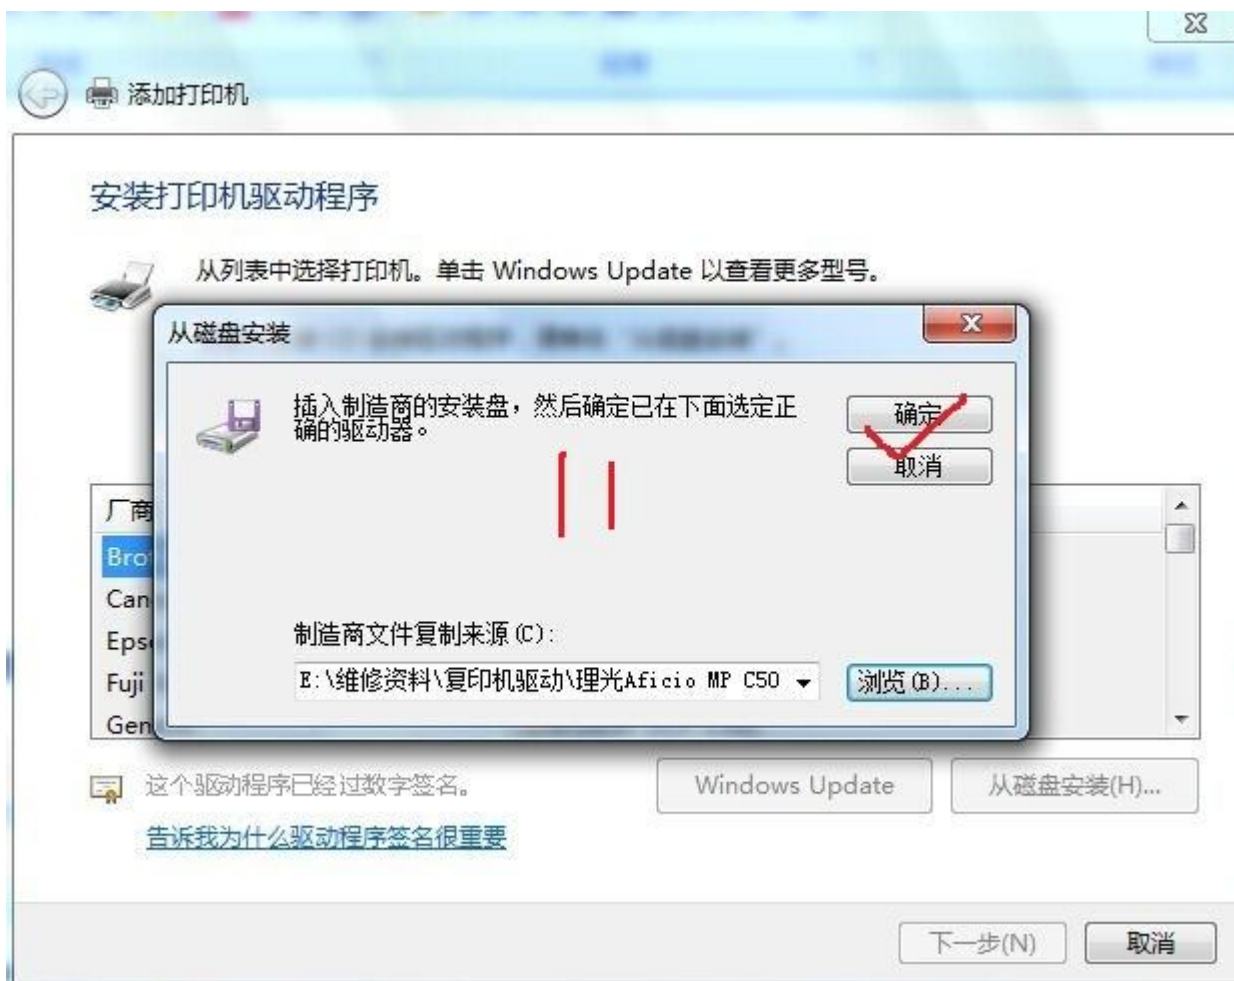 添加打印机
安装打印机驱动程序
从列表中选择打印机。单击 Windows Update 以查看更多型号。
从磁盘安装
插入制造商的安装盘，然后确定已在下面选定正
确的驱动器。
确定
取消
11
厂商
Bro
Can
Eps
Fuji
Gen
制造商文件复制来源(C):
E:\维修资料\复印机驱动\理光Aficio MP C50
浏览(B)...
这个驱动程序已经过数字签名。
告诉我为什么驱动程序签名很重要
Windows Update
从磁盘安装(H)...
下一步(N)
取消